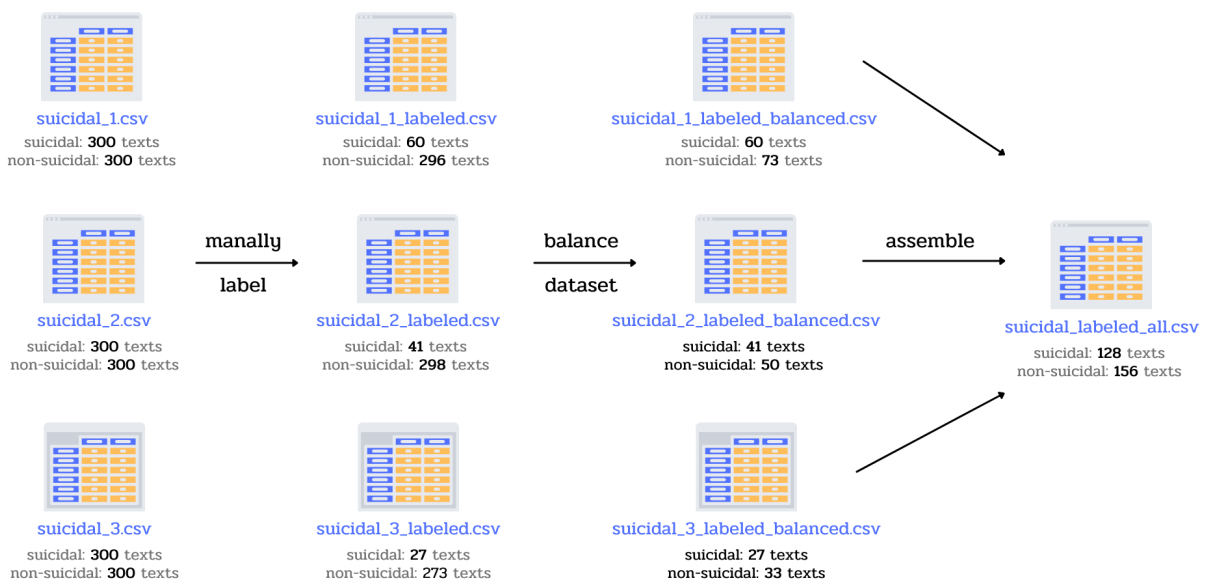 suicidal_1.csv
suicidal: 300 texts
non-suicidal: 300 texts
suicidal_1_labeled.csv
suicidal: 60 texts
non-suicidal: 296 texts
suicidal_1_labeled_balanced.csv
suicidal: 60 texts
non-suicidal: 73 texts
suicidal_2.csv
suicidal: 300 texts
non-suicidal: 300 texts
manally
label
suicidal_2_labeled.csv
suicidal: 41 texts
non-suicidal: 298 texts
balance
dataset
suicidal_2_labeled_balanced.csv
suicidal: 41 texts
non-suicidal: 50 texts
assemble
suicidal_labeled_all.csv
suicidal: 128 texts
non-suicidal: 156 texts
suicidal_3.csv
suicidal: 300 texts
non-suicidal: 300 texts
suicidal_3_labeled.csv
suicidal: 27 texts
non-suicidal: 273 texts
suicidal_3_labeled_balanced.csv
suicidal: 27 texts
non-suicidal: 33 texts